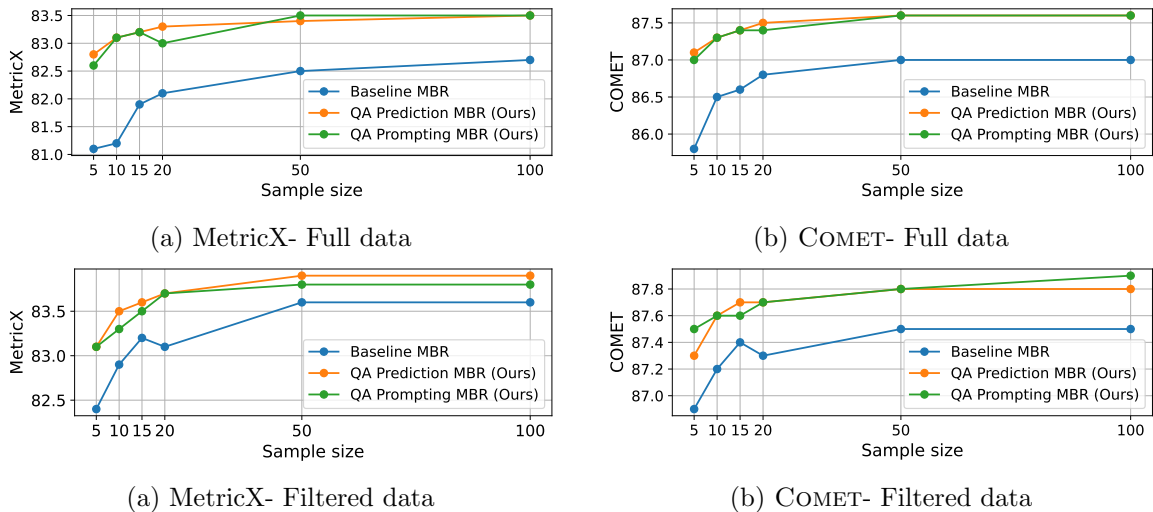 83.5
83.0
82.5
82.0
81.5
81.0
MetricX
Baseline MBR
QA Prediction MBR (Ours)
QA Prompting MBR (Ours)
5 10 15 20 50 100
Sample size
(a) MetricX- Full data
87.5
87.0
86.5
86.0
COMET
Baseline MBR
QA Prediction MBR (Ours)
QA Prompting MBR (Ours)
5 10 15 20 50 100
Sample size
(b) COMET- Full data
83.5
83.0
82.5
MetricX
Baseline MBR
QA Prediction MBR (Ours)
QA Prompting MBR (Ours)
5 10 15 20 50 100
Sample size
(a) MetricX- Filtered data
87.8
87.6
87.4
87.2
87.0
COMET
Baseline MBR
QA Prediction MBR (Ours)
QA Prompting MBR (Ours)
5 10 15 20 50 100
Sample size
(b) COMET- Filtered data